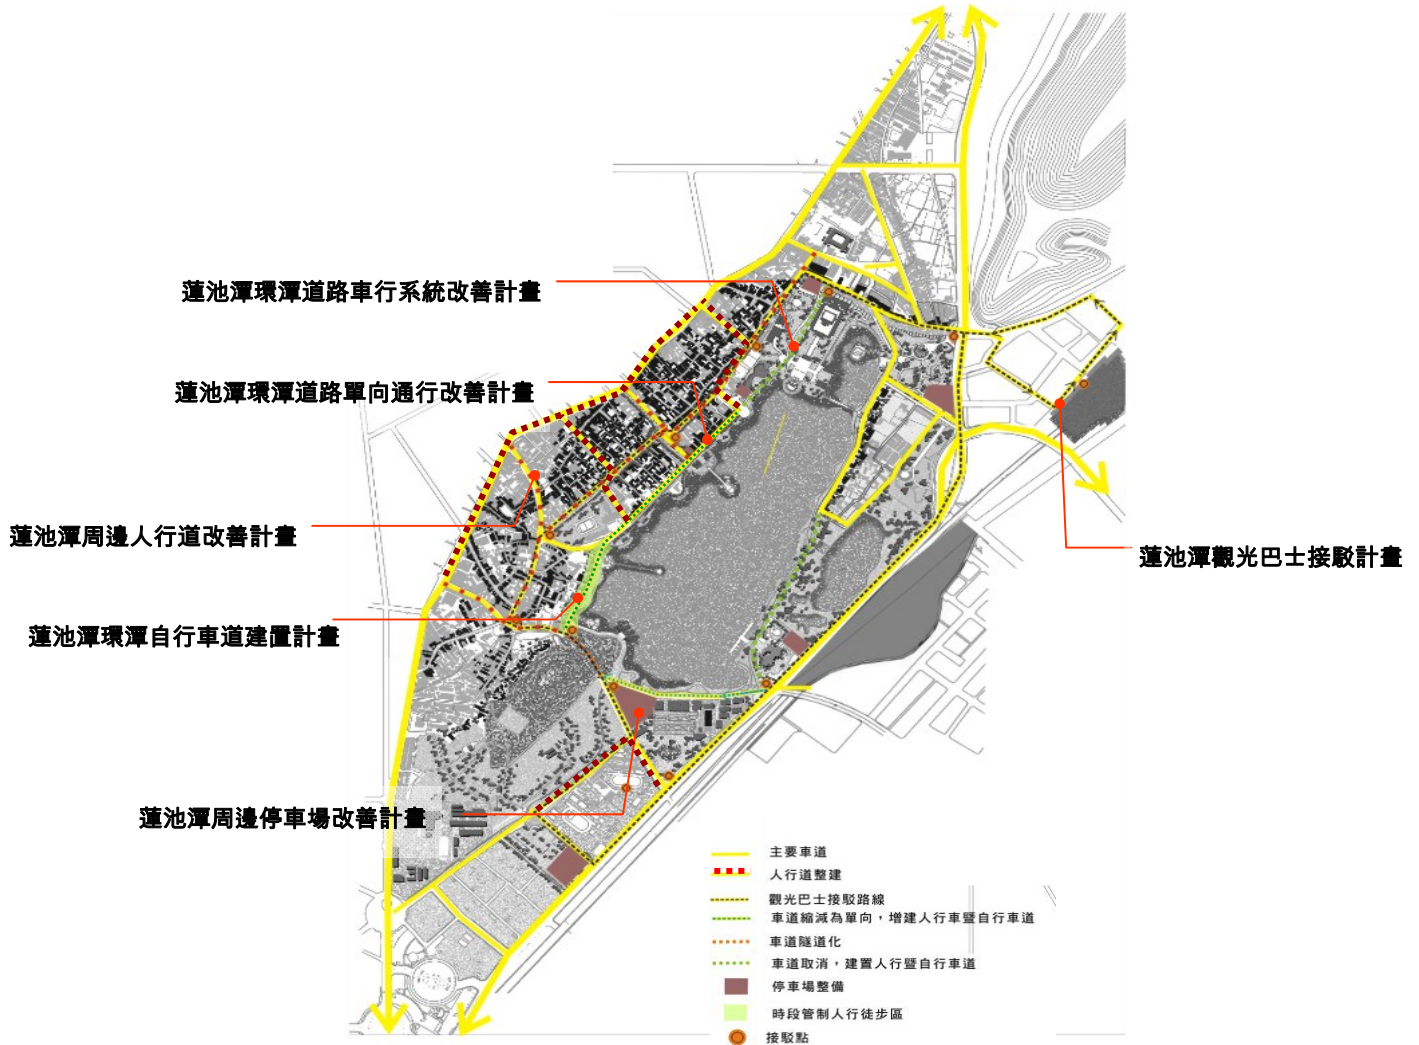 蓮池潭環潭道路車行系統改善計畫
蓮池潭環潭道路單向通行改善計畫
蓮池潭周邊人行道改善計畫
蓮池潭觀光巴士接駁計畫
蓮池潭環潭自行車道建置計畫
蓮池潭周邊停車場改善計畫
主要車道
人行道整建
觀光巴士接駁路線
車道縮減為單向，增建人行車暨自行車道
車道隧道化
車道取消，建置人行暨自行車道
停車場整備
時段管制人行徒步區
接駁點